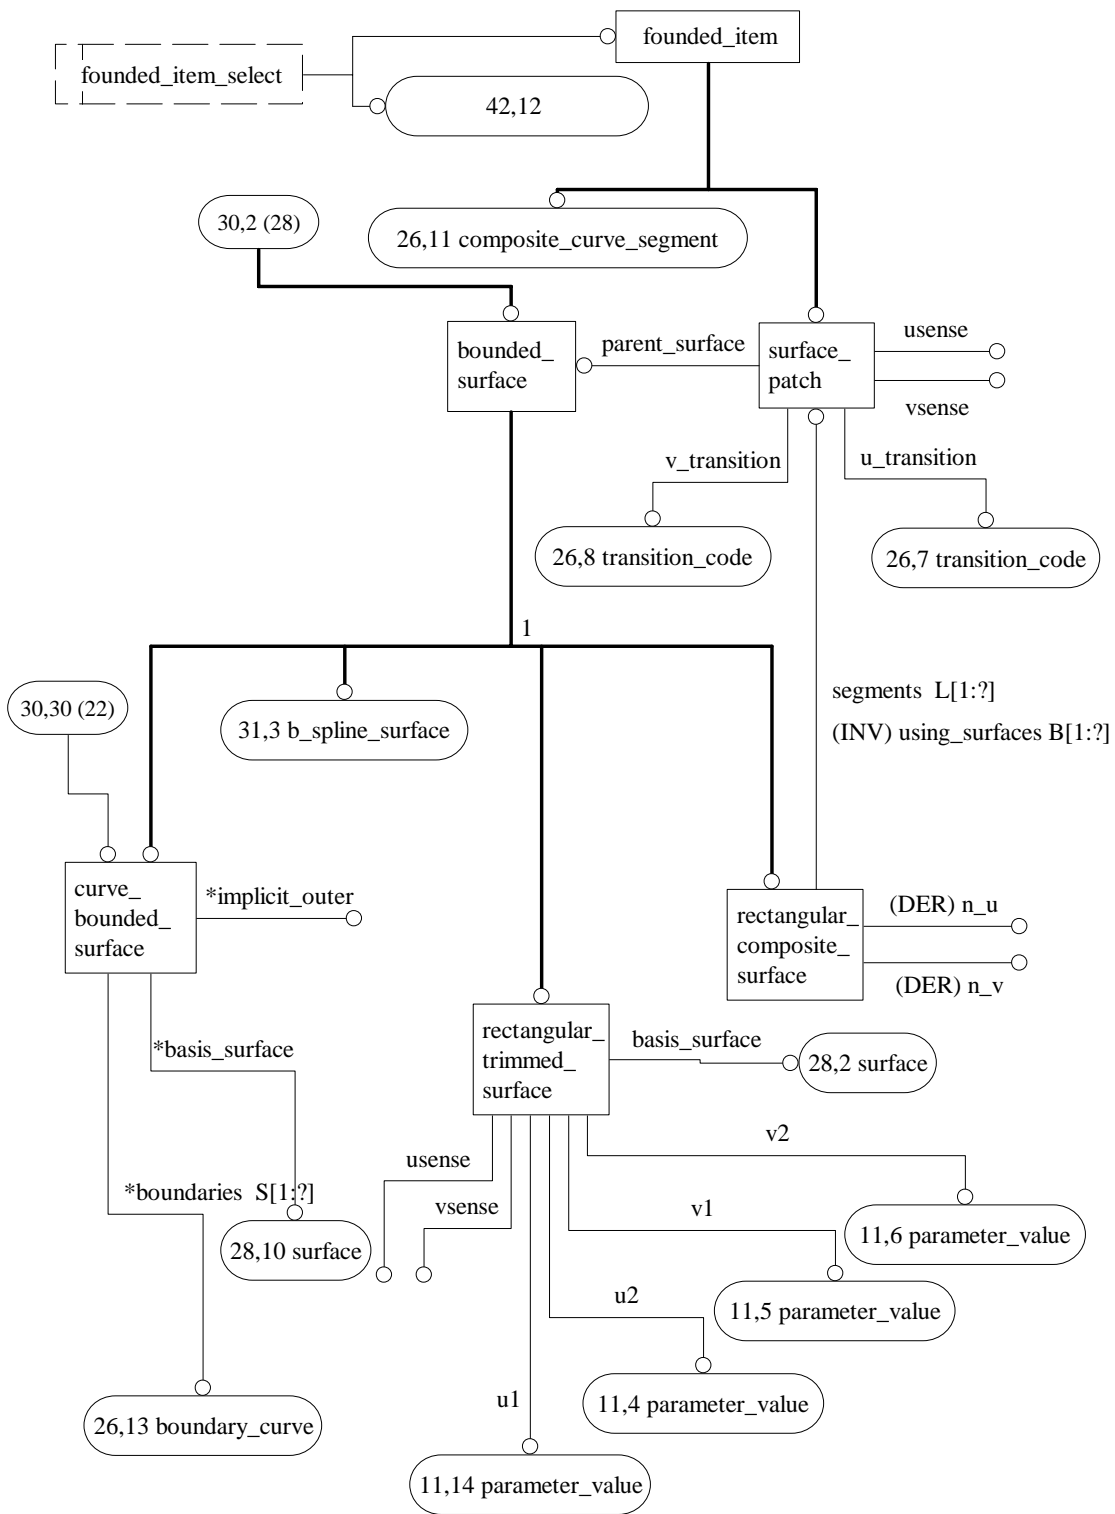 founded_item
founded_item_select
42,12
30,2 (28)
26,11 composite_curve_segment
bounded_
surface
parent_surface
surface_
patch
usense
vsense
v_transition
u_transition
26,8 transition_code
26,7 transition_code
1
30,30 (22)
31,3 b_spline_surface
segments L[1:?]
(INV) using_surfaces B[1:?]
curve_
bounded_
surface
*implicit_outer
rectangular_
composite_
surface
(DER) n_u
(DER) n_v
*basis_surface
rectangular_
trimmed_
surface
basis_surface
28,2 surface
usense
vsense
v2
*boundaries S[1:?]
v1
28,10 surface
11,6 parameter_value
u2
11,5 parameter_value
u1
11,4 parameter_value
26,13 boundary_curve
11,14 parameter_value